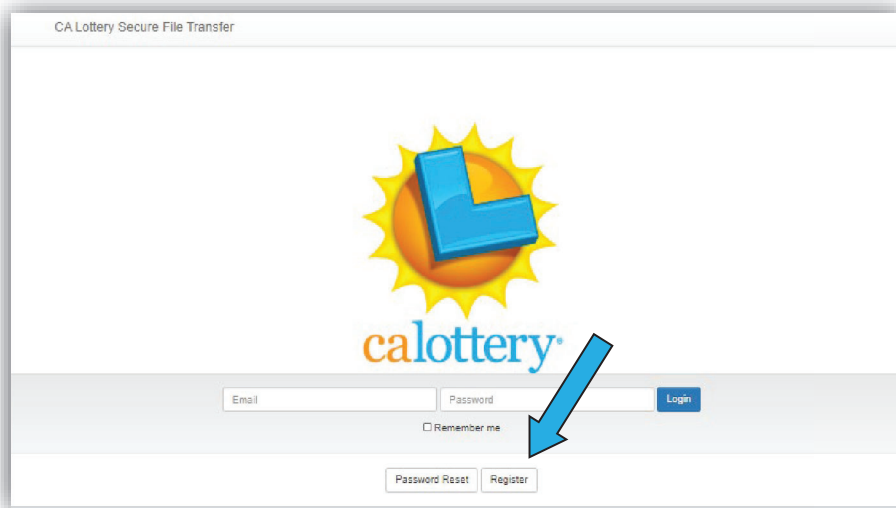 CA Lottery Secure File Transfer
calottery
Email Password Login
Remember me
Password Reset Register